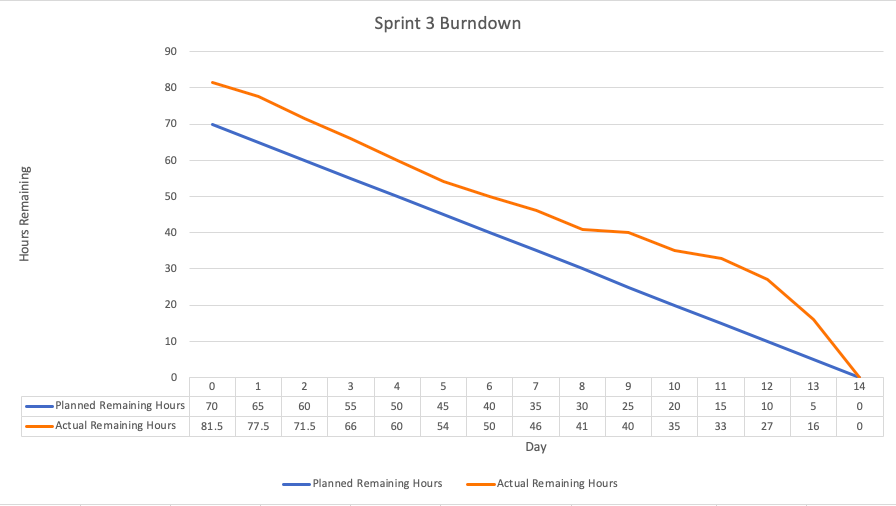 Sprint 3 Burndown
90
80
70
60
50
40
30
20
10
0
Hours Remaining
0 1 2 3 4 5 6 7 8 9 10 11 12 13 14
Planned Remaining Hours 70 65 60 55 50 45 40 35 30 25 20 15 10 5 0
Actual Remaining Hours 81.5 77.5 71.5 66 60 54 50 46 41 40 35 33 27 16 0
Day
Planned Remaining Hours Actual Remaining Hours